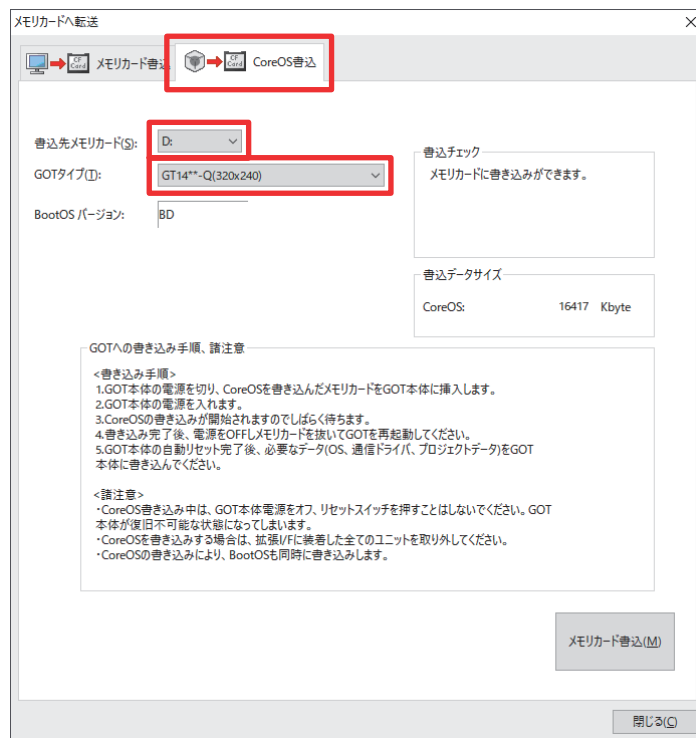 メモリカードへ転送
CF Card メモリカード書込
CF Card CoreOS書込
書込先メモリカード(S): D:
GOTタイプ(T): GT14**-Q(320x240)
BootOS バージョン: BD
書込チェック
メモリカードに書き込みができます。
書込データサイズ
CoreOS: 16417 Kbyte
GOTへの書き込み手順、諸注意
<書き込み手順>
1.GOT本体の電源を切り、CoreOSを書き込んだメモリカードをGOT本体に挿入します。
2.GOT本体の電源を入れます。
3.CoreOSの書き込みが開始されますのでしばらく待ちます。
4.書き込み完了後、電源をOFFしメモリカードを抜いてGOTを再起動してください。
5.GOT本体の自動リセット完了後、必要なデータ(OS、通信ドライバ、プロジェクトデータ)をGOT
本体に書き込んでください。
<諸注意>
・CoreOS書き込み中は、GOT本体電源をオフ、リセットスイッチを押すことはしないでください。GOT
本体が復旧不可能な状態になってしまいます。
・CoreOSを書き込みする場合は、拡張I/Fに装着した全てのユニットを取り外してください。
・CoreOSの書き込みにより、BootOSも同時に書き込みします。
メモリカード書込(M)
閉じる(C)